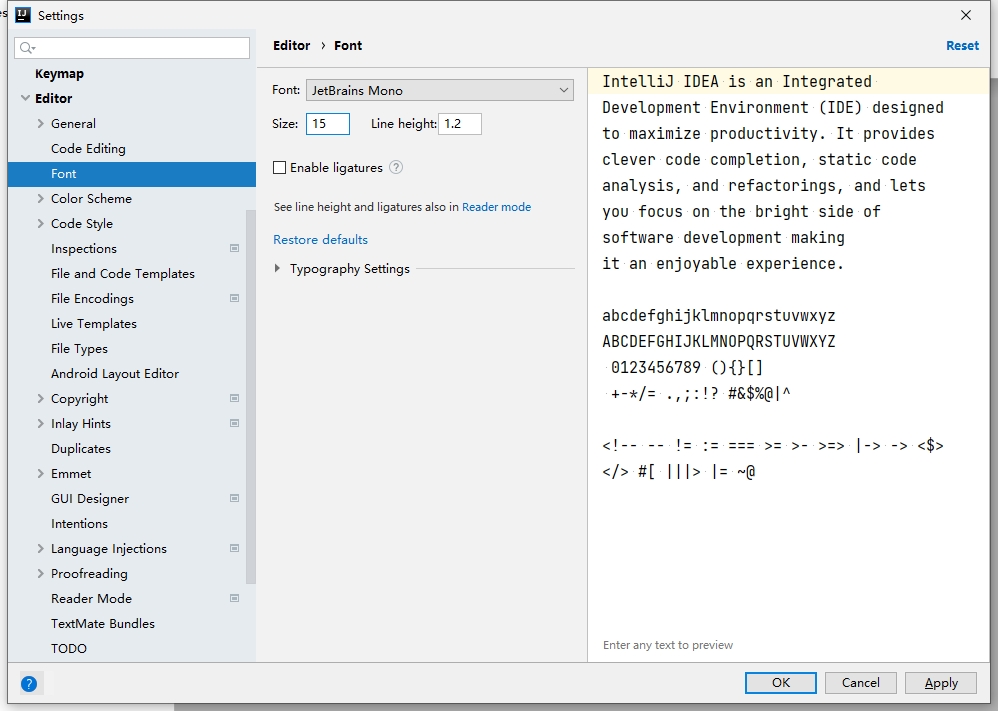 Settings
Keymap
Editor
General
Code Editing
Font
Color Scheme
Code Style
Inspections
File and Code Templates
File Encodings
Live Templates
File Types
Android Layout Editor
Copyright
Inlay Hints
Duplicates
Emmet
GUI Designer
Intentions
Language Injections
Proofreading
Reader Mode
TextMate Bundles
TODO
Editor › Font
Reset
Font: JetBrains Mono
Size: 15 Line height: 1.2
Enable ligatures ?
See line height and ligatures also in Reader mode
Restore defaults
Typography Settings
IntelliJ IDEA is an Integrated
Development Environment (IDE) designed
to maximize productivity. It provides
clever code completion, static code
analysis, and refactorings, and lets
you focus on the bright side of
software development making
it an enjoyable experience.
abcdefghijklmnopqrstuvwxyz
ABCDEFGHIJKLMNOPQRSTUVWXYZ
0123456789 (){}[]
+-*/= .,;:!? #&$%@|^
<!-- -- != := === >= >- >=> |-> -> <$>
</> #[ |||> |= ~@
Enter any text to preview
?
OK
Cancel
Apply